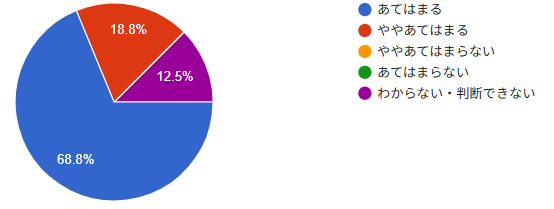 18.8%
12.5%
68.8%
あてはまる
ややあてはまる
ややあてはまらない
あてはまらない
わからない・判断できない